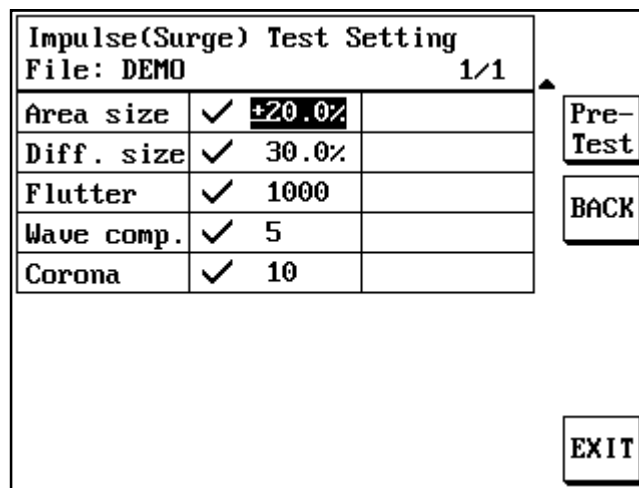 Impulse(Surge) Test Setting
File: DEMO 1/1
Area size ✓ ±20.0%
Diff. size ✓ 30.0%
Flutter ✓ 1000
Wave comp. ✓ 5
Corona ✓ 10
Pre-
Test
BACK
EXIT